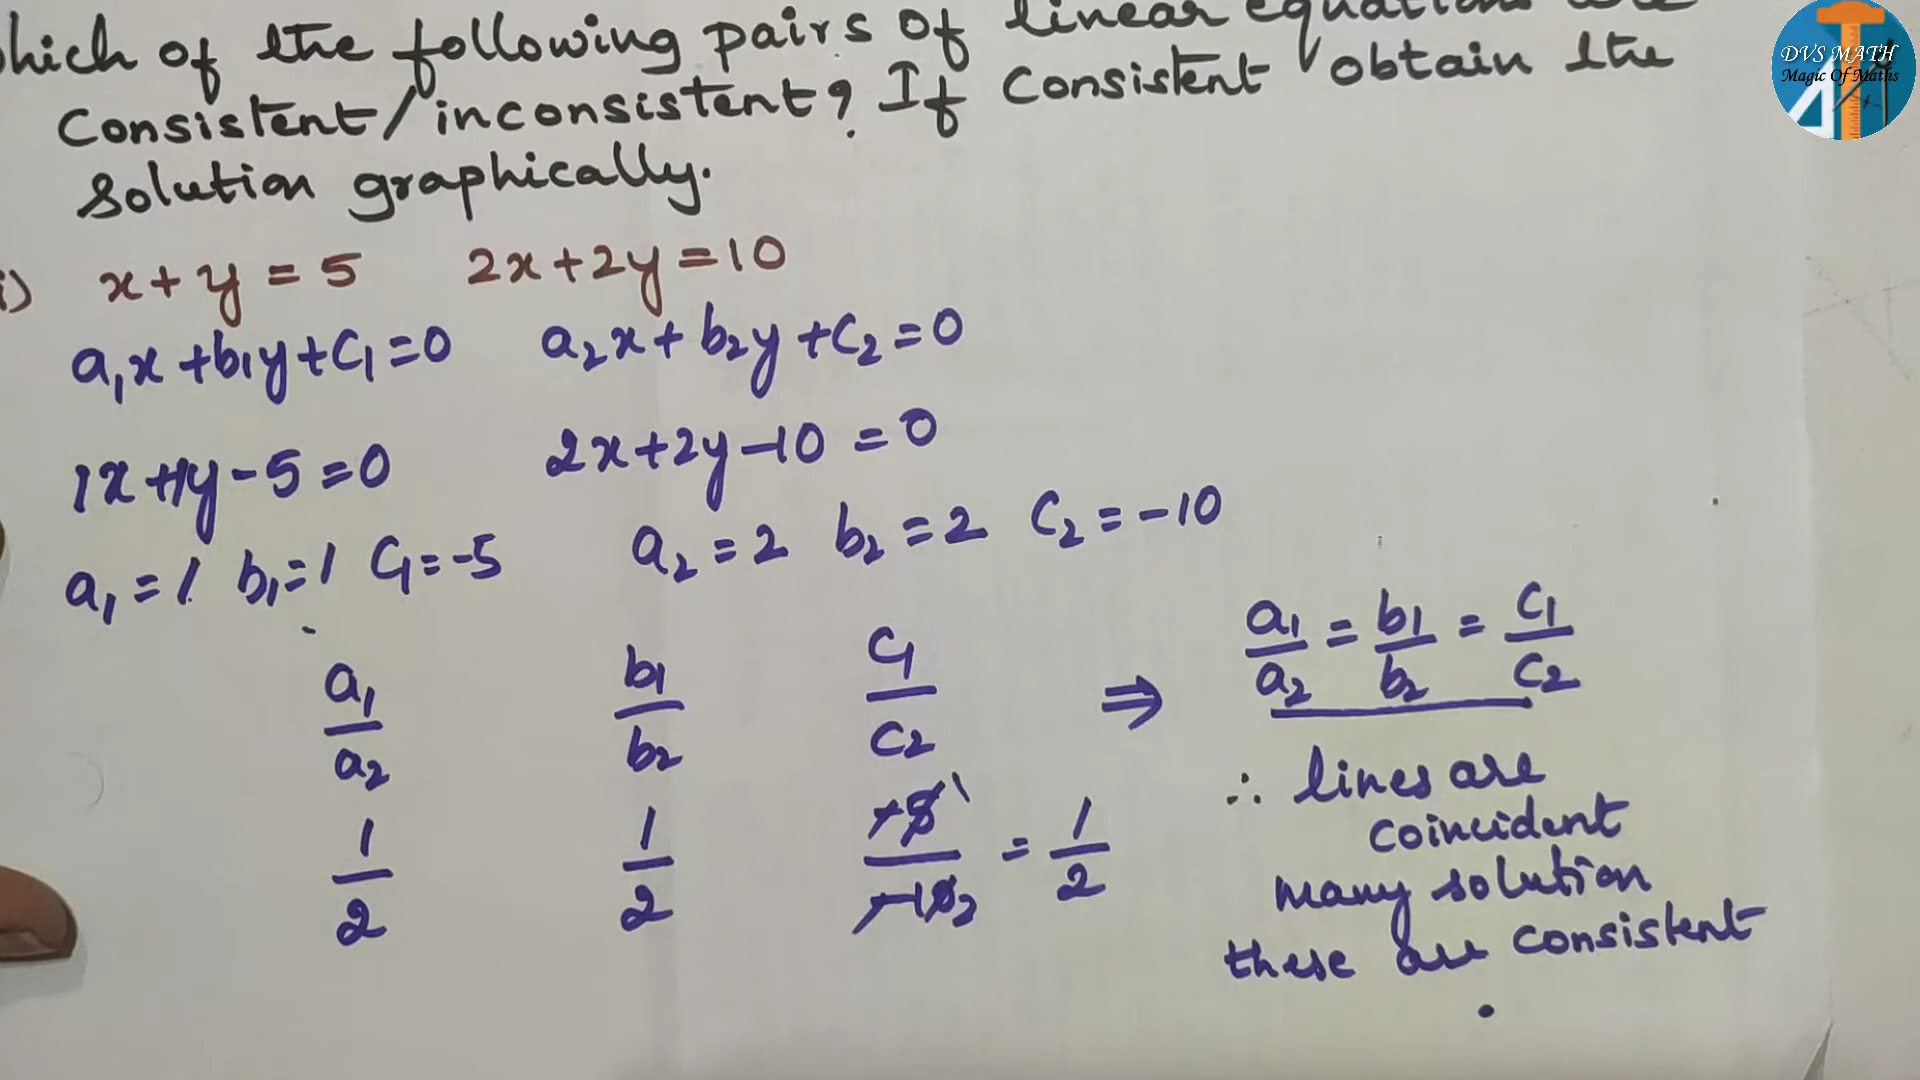 hich of the following pairs of linear equations are
Consistent/inconsistent? If Consistent obtain the
Solution graphically.
i) x + y = 5 2x + 2y = 10
a₁x + b₁y + C₁ = 0 a₂x + b₂y + C₂ = 0
1x + 1y - 5 = 0 2x + 2y - 10 = 0
a₁ = 1 b₁ = 1 C₁ = -5 a₂ = 2 b₂ = 2 C₂ = -10
a₁/a₂ b₁/b₂ C₁/C₂ ⇒ a₁/a₂ = b₁/b₂ = C₁/C₂
1/2 1/2 -5/-10 = 1/2
∴ lines are
coincident
many solution
these are consistent
DVS MATH
Magic Of Maths